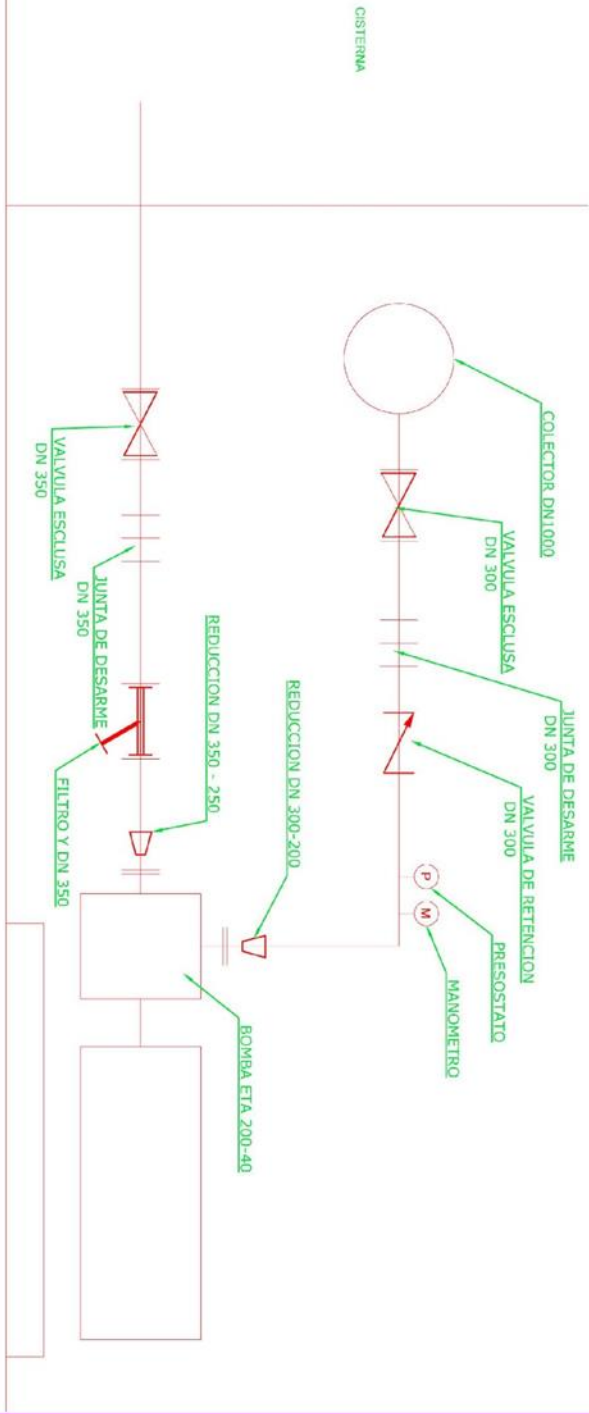 CISTERNA
COLECTOR DN1000
VALVULA ESCLUSA
DN 300
JUNTA DE DESARME
DN 300
VALVULA DE RETENCION
DN 300
P
PRESOSTATO
M
MANOMETRO
REDUCCION DN 300-200
REDUCCION DN 350 - 250
VALVULA ESCLUSA
DN 350
JUNTA DE DESARME
DN 350
FILTRO Y DN 350
BOMBA ETA 200-40